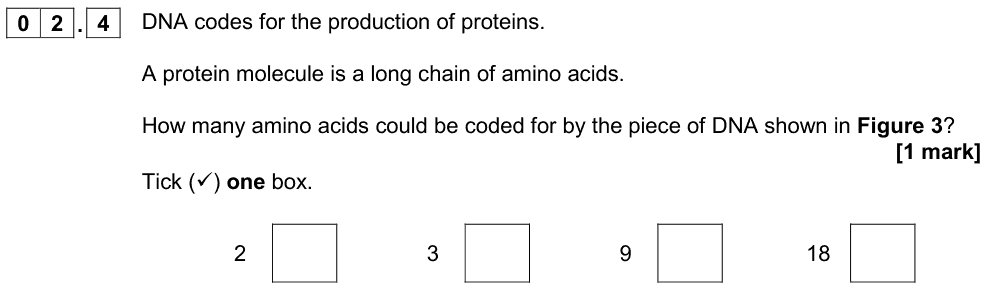 0 2 . 4 DNA codes for the production of proteins.
A protein molecule is a long chain of amino acids.
How many amino acids could be coded for by the piece of DNA shown in Figure 3?
[1 mark]
Tick (✓) one box.
2 3 9 18